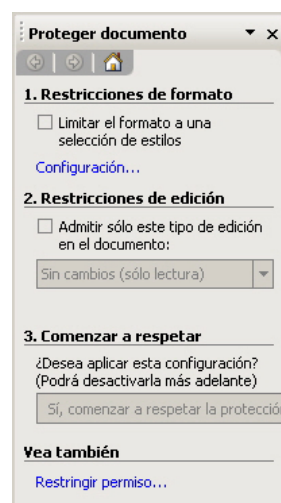 Proteger documento
1. Restricciones de formato
Limitar el formato a una
selección de estilos
Configuración...
2. Restricciones de edición
Admitir sólo este tipo de edición
en el documento:
Sin cambios (sólo lectura)
3. Comenzar a respetar
¿Desea aplicar esta configuración?
(Podrá desactivarla más adelante)
Sí, comenzar a respetar la protecció
Vea también
Restringir permiso...